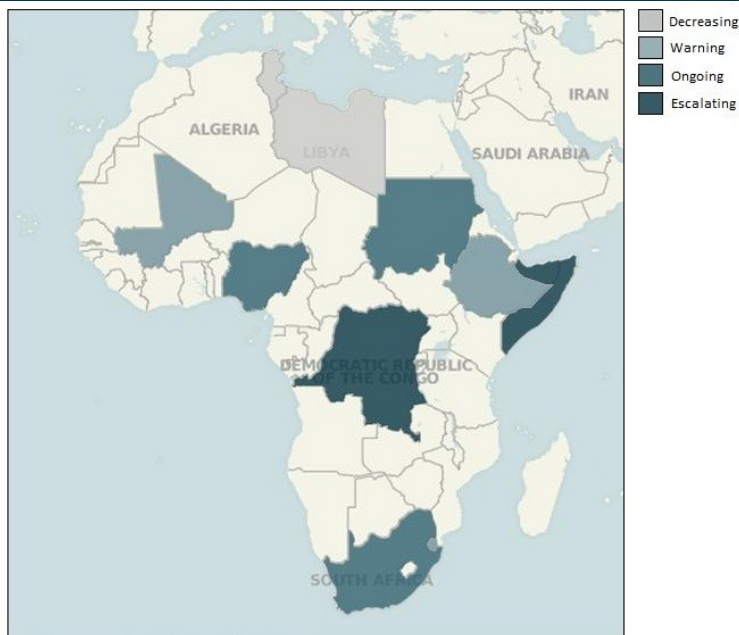 Decreasing
Warning
Ongoing
Escalating
IRAN
ALGERIA
LIBYA
SAUDI ARABIA
DEMOCRATIC REPUBLIC
OF THE CONGO
SOUTH AFRICA